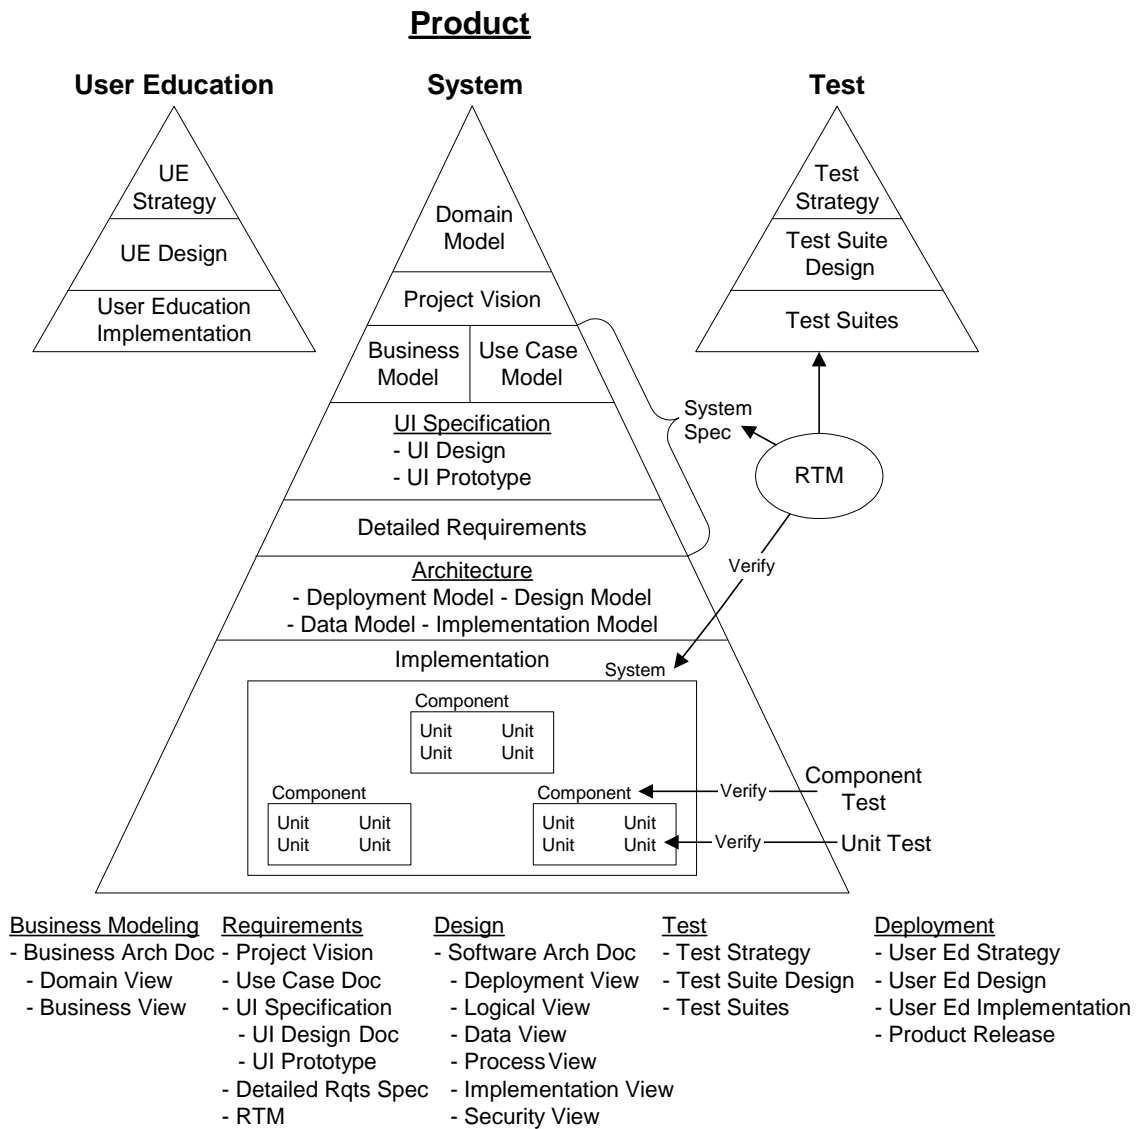 Product
User Education
System
Test
UE
Strategy
UE Design
User Education
Implementation
Domain
Model
Project Vision
Business
Model
Use Case
Model
UI Specification
- UI Design
- UI Prototype
Detailed Requirements
Architecture
- Deployment Model - Design Model
- Data Model - Implementation Model
Implementation
System
Component
Unit Unit
Unit Unit
Component
Unit Unit
Unit Unit
Component
Unit Unit
Unit Unit
Test
Strategy
Test Suite
Design
Test Suites
System
Spec
RTM
Verify
Verify
Component
Test
Verify
Unit Test
Business Modeling
- Business Arch Doc
- Domain View
- Business View
Requirements
- Project Vision
- Use Case Doc
- UI Specification
- UI Design Doc
- UI Prototype
- Detailed Rqts Spec
- RTM
Design
- Software Arch Doc
- Deployment View
- Logical View
- Data View
- Process View
- Implementation View
- Security View
Test
- Test Strategy
- Test Suite Design
- Test Suites
Deployment
- User Ed Strategy
- User Ed Design
- User Ed Implementation
- Product Release